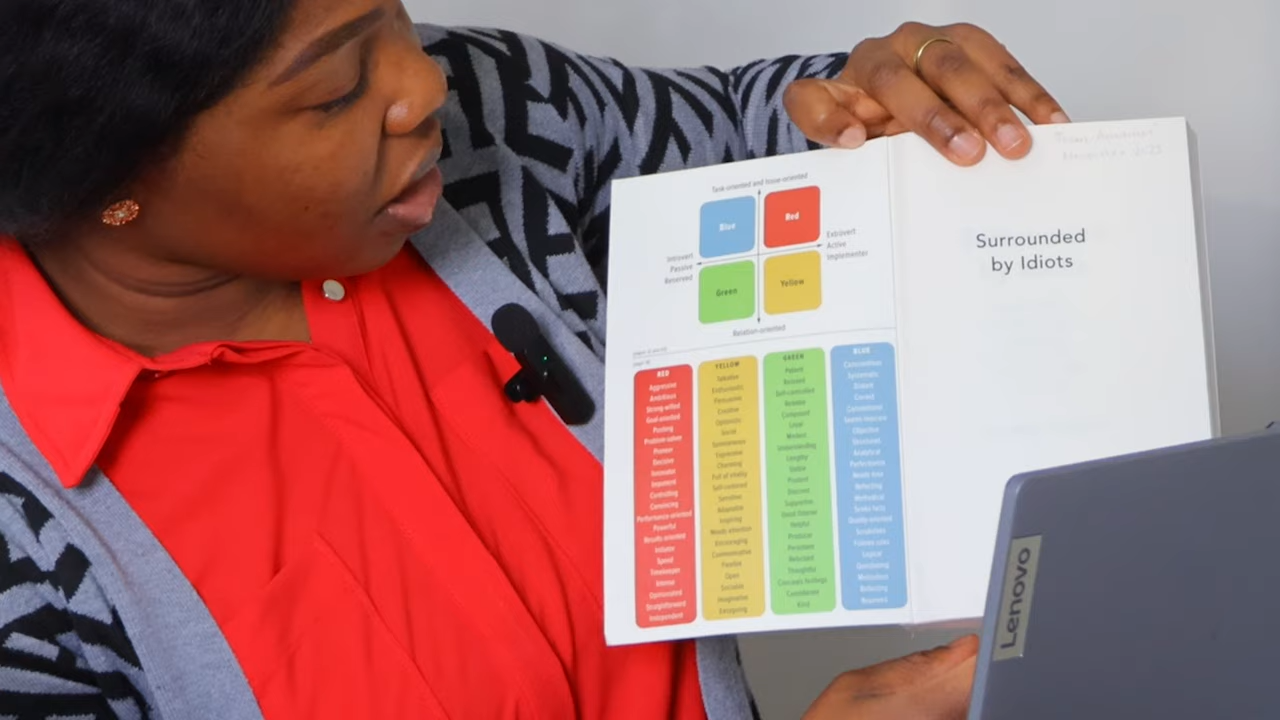 Task-oriented and Issue-oriented
Blue
Red
Introvert
Passive
Reserved
Extrovert
Active
Implementer
Green
Yellow
Relation-oriented
RED
Aggressive
Ambitious
Strong-willed
Goal-oriented
Pushing
Problem-solver
Pioneer
Decisive
Impatient
Controlling
Convincing
Performance-oriented
Powerful
Results-oriented
Initiator
Speed
Timekeeper
Intense
Opinionated
Straightforward
Independent
YELLOW
Talkative
Enthusiastic
Persuasive
Creative
Optimistic
Social
Spontaneous
Expressive
Charming
Full of vitality
Self-centered
Sensitive
Adaptable
Inspiring
Needs attention
Encouraging
Communicative
Flexible
Open
Sociable
Imaginative
Easygoing
GREEN
Patient
Relaxed
Self-controlled
Reliable
Composed
Loyal
Modest
Understanding
Lengthy
Stable
Prudent
Discreet
Supportive
Good listener
Helpful
Producer
Persistent
Reluctant
Thoughtful
Conceals feelings
Considerate
Kind
BLUE
Conscientious
Systematic
Distant
Correct
Conventional
Seems insecure
Objective
Structured
Analytical
Perfectionist
Needs time
Reflecting
Methodical
Seeks facts
Quality-oriented
Scrutinizes
Follows rules
Logical
Questioning
Meticulous
Reflecting
Reserved
Surrounded
by Idiots
Lenovo